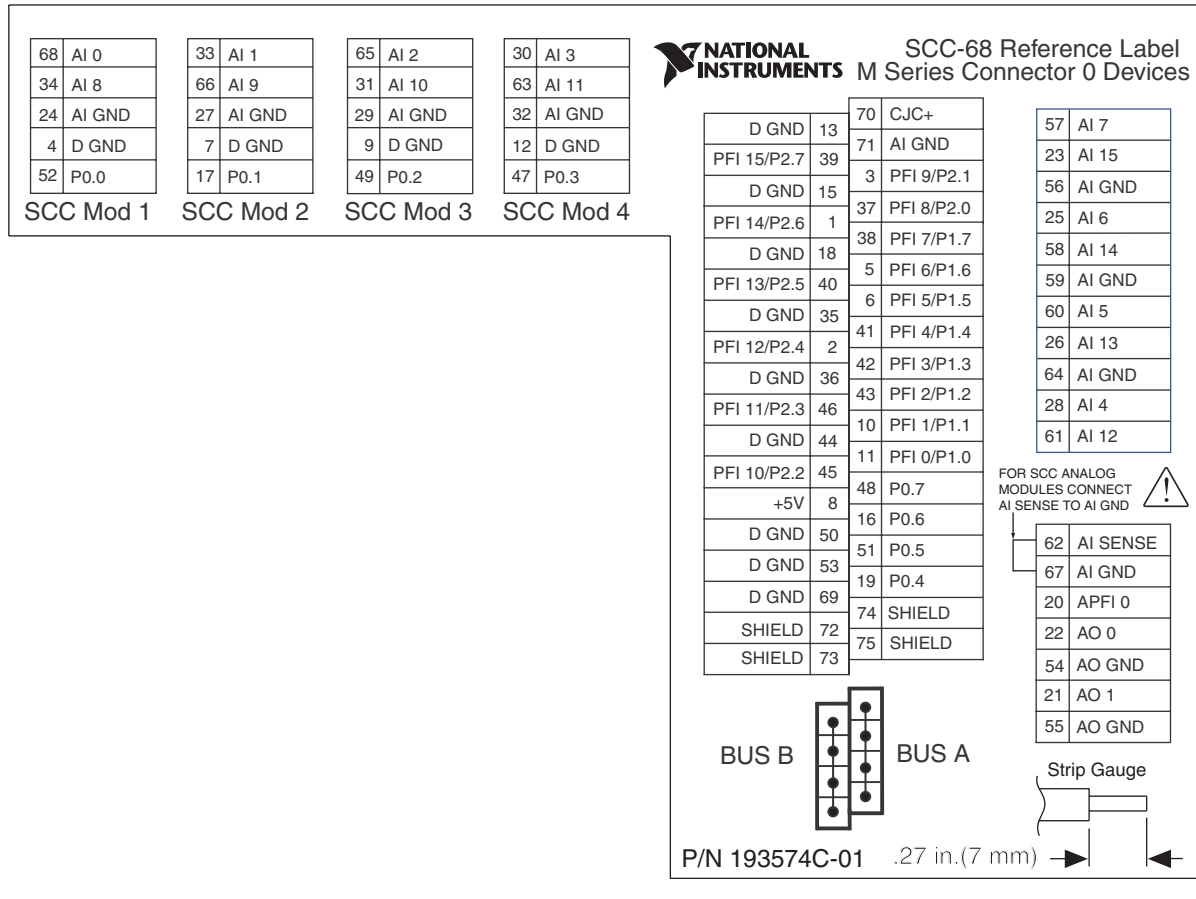 68 AI 0
34 AI 8
24 AI GND
4 D GND
52 P0.0
SCC Mod 1
33 AI 1
66 AI 9
27 AI GND
7 D GND
17 P0.1
SCC Mod 2
65 AI 2
31 AI 10
29 AI GND
9 D GND
49 P0.2
SCC Mod 3
30 AI 3
63 AI 11
32 AI GND
12 D GND
47 P0.3
SCC Mod 4
NATIONAL
INSTRUMENTS
SCC-68 Reference Label
M Series Connector 0 Devices
D GND 13
PFI 15/P2.7 39
D GND 15
PFI 14/P2.6 1
D GND 18
PFI 13/P2.5 40
D GND 35
PFI 12/P2.4 2
D GND 36
PFI 11/P2.3 46
D GND 44
PFI 10/P2.2 45
+5V 8
D GND 50
D GND 53
D GND 69
SHIELD 72
SHIELD 73
70 CJC+
71 AI GND
3 PFI 9/P2.1
37 PFI 8/P2.0
38 PFI 7/P1.7
5 PFI 6/P1.6
6 PFI 5/P1.5
41 PFI 4/P1.4
42 PFI 3/P1.3
43 PFI 2/P1.2
10 PFI 1/P1.1
11 PFI 0/P1.0
48 P0.7
16 P0.6
51 P0.5
19 P0.4
74 SHIELD
75 SHIELD
57 AI 7
23 AI 15
56 AI GND
25 AI 6
58 AI 14
59 AI GND
60 AI 5
26 AI 13
64 AI GND
28 AI 4
61 AI 12
FOR SCC ANALOG
MODULES CONNECT
AI SENSE TO AI GND
!
62 AI SENSE
67 AI GND
20 APFI 0
22 AO 0
54 AO GND
21 AO 1
55 AO GND
BUS B
BUS A
Strip Gauge
P/N 193574C-01
.27 in.(7 mm)